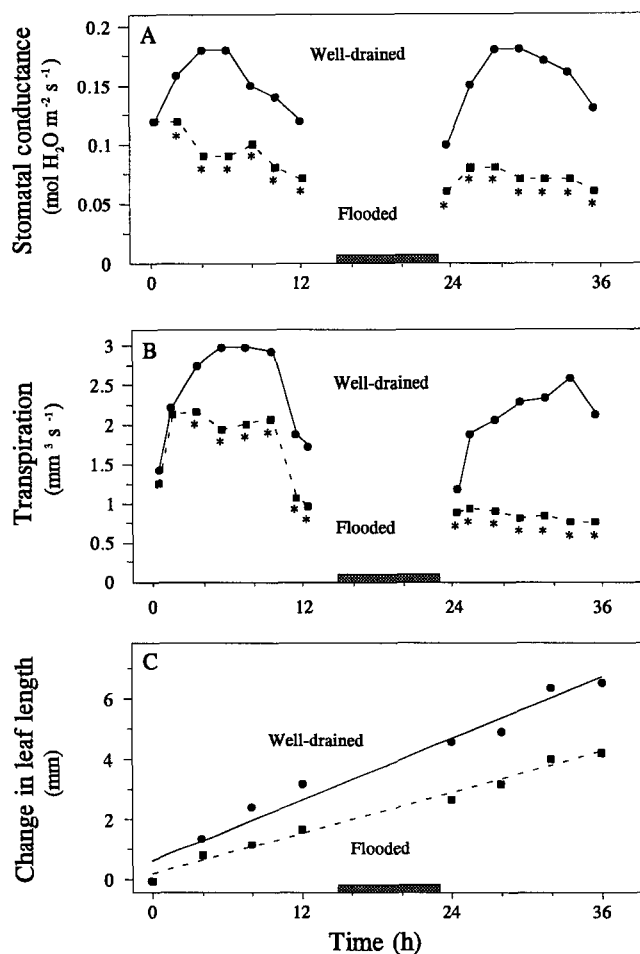 A
Stomatal conductance
(mol H₂O m⁻² s⁻¹)
0.2
0.15
0.1
0.05
0
Well-drained
Flooded
* * * * * *
* * * * * * *
0 12 24 36
B
Transpiration
(mm³ s⁻¹)
3
2.5
2
1.5
1
0.5
0
Well-drained
Flooded
* * * * * *
* * * * * * *
0 12 24 36
C
Change in leaf length
(mm)
6
4
2
0
Well-drained
Flooded
0 12 24 36
Time (h)